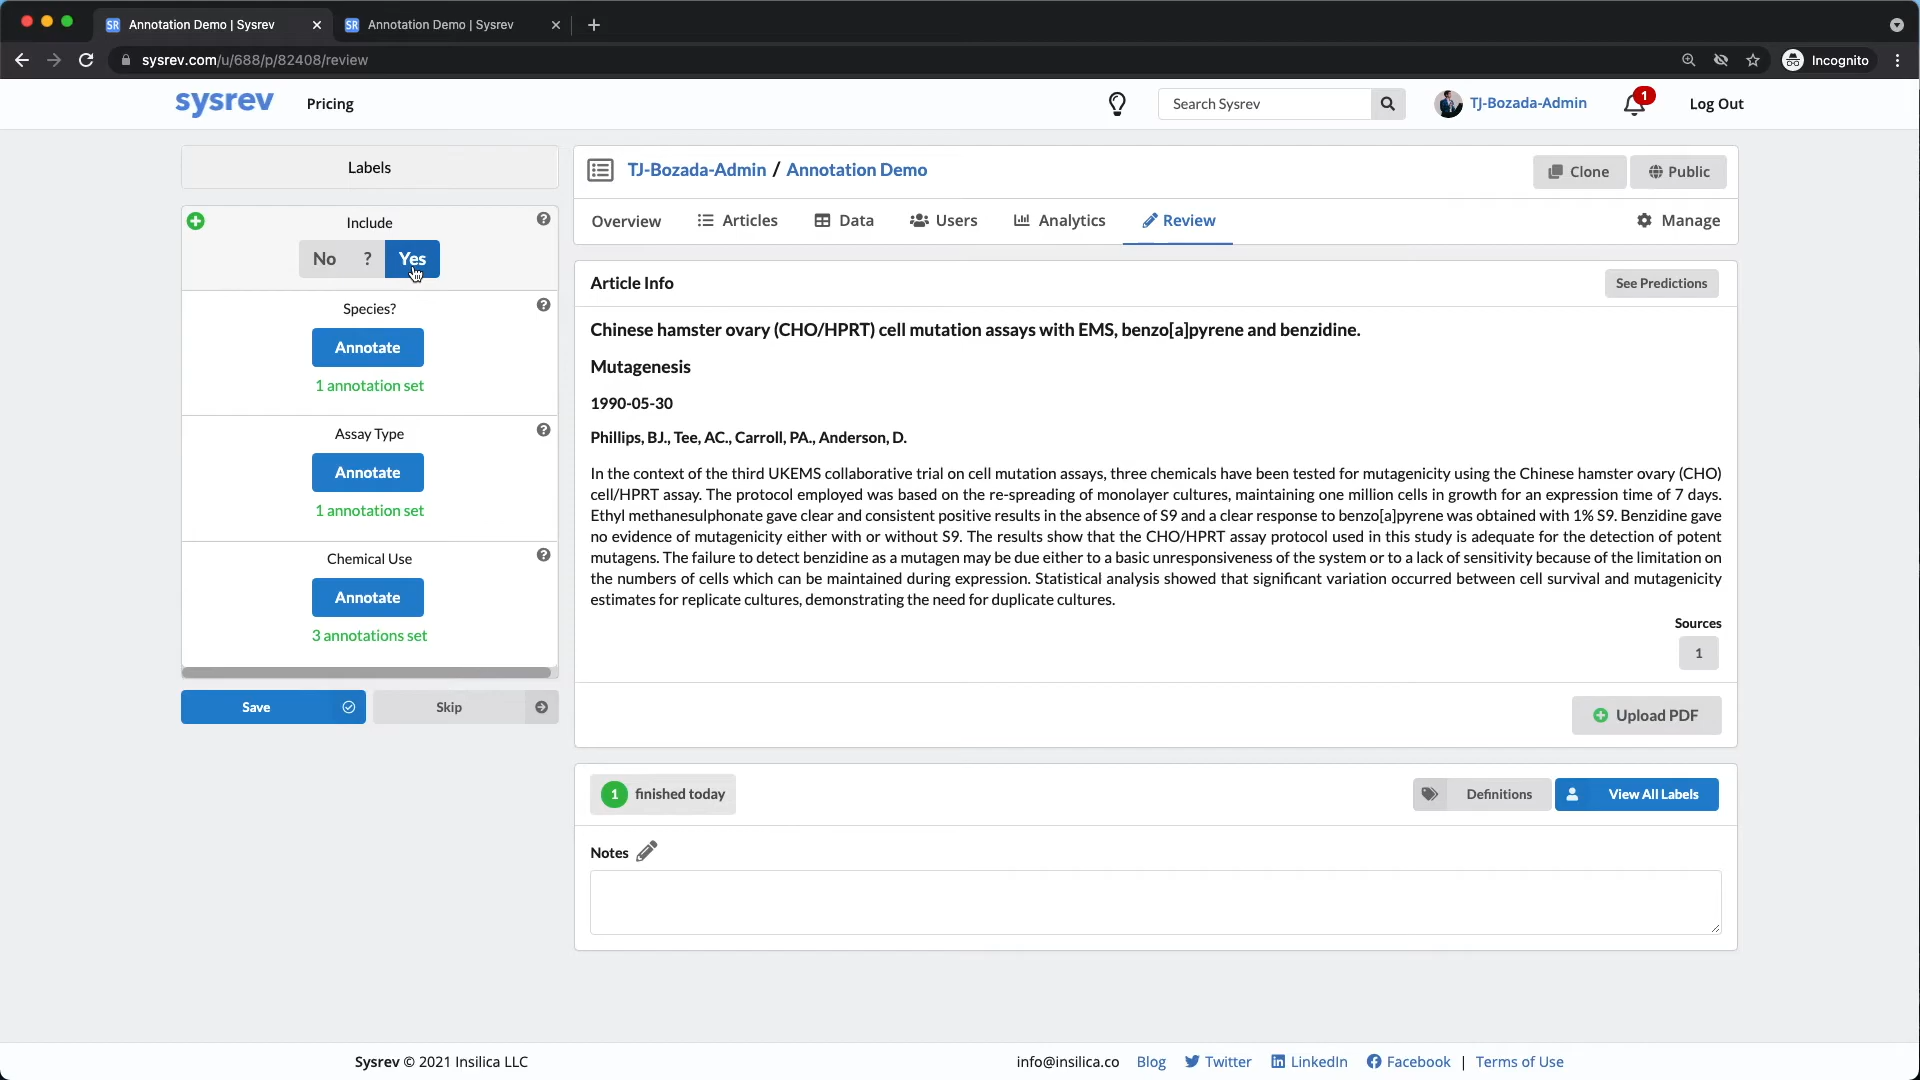 SR Annotation Demo | Sysrev
SR Annotation Demo | Sysrev
sysrev.com/u/688/p/82408/review
Incognito
sysrev
Pricing
Search Sysrev
TJ-Bozada-Admin
1
Log Out
Labels
Include
No ? Yes
Species?
Annotate
1 annotation set
Assay Type
Annotate
1 annotation set
Chemical Use
Annotate
3 annotations set
Save
Skip
TJ-Bozada-Admin / Annotation Demo
Clone
Public
Overview
Articles
Data
Users
Analytics
Review
Manage
Article Info
See Predictions
Chinese hamster ovary (CHO/HPRT) cell mutation assays with EMS, benzo[a]pyrene and benzidine.
Mutagenesis
1990-05-30
Phillips, BJ., Tee, AC., Carroll, PA., Anderson, D.
In the context of the third UKEMS collaborative trial on cell mutation assays, three chemicals have been tested for mutagenicity using the Chinese hamster ovary (CHO)
cell/HPRT assay. The protocol employed was based on the re-spreading of monolayer cultures, maintaining one million cells in growth for an expression time of 7 days.
Ethyl methanesulphonate gave clear and consistent positive results in the absence of S9 and a clear response to benzo[a]pyrene was obtained with 1% S9. Benzidine gave
no evidence of mutagenicity either with or without S9. The results show that the CHO/HPRT assay protocol used in this study is adequate for the detection of potent
mutagens. The failure to detect benzidine as a mutagen may be due either to a basic unresponsiveness of the system or to a lack of sensitivity because of the limitation on
the numbers of cells which can be maintained during expression. Statistical analysis showed that significant variation occurred between cell survival and mutagenicity
estimates for replicate cultures, demonstrating the need for duplicate cultures.
Sources
1
Upload PDF
1 finished today
Definitions
View All Labels
Notes
Sysrev © 2021 Insilica LLC
info@insilica.co Blog Twitter LinkedIn Facebook | Terms of Use